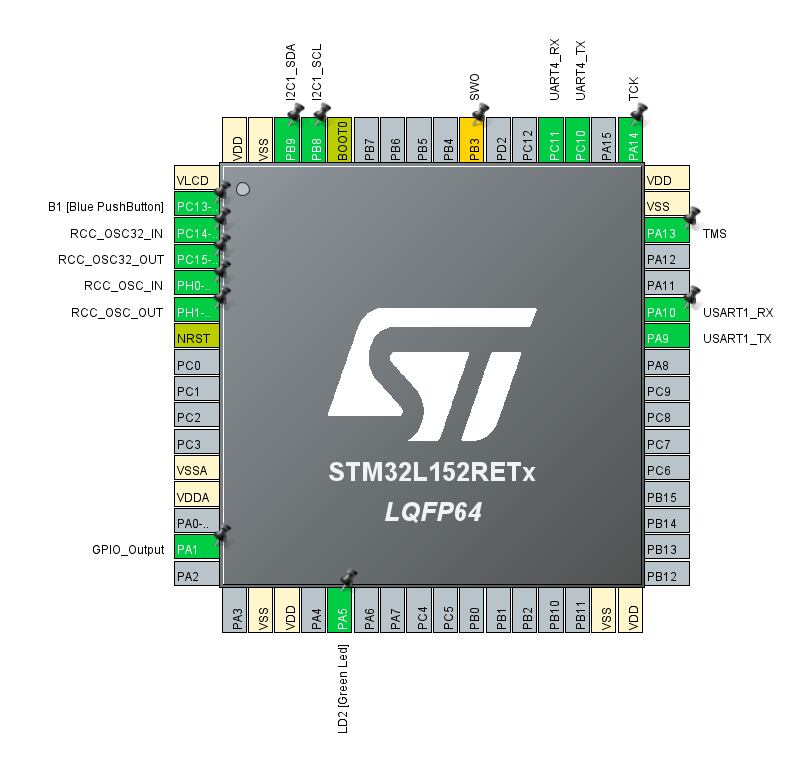 I2C1_SDA
I2C1_SCL
SWO
UART4_RX
UART4_TX
TCK
VDD
VSS
PB9
PB8
BOOT0
PB7
PB6
PB5
PB4
PB3
PD2
PC12
PC11
PC10
PA15
PA14
VLCD
B1 [Blue PushButton]
PC13-..
RCC_OSC32_IN
PC14-..
RCC_OSC32_OUT
PC15-..
RCC_OSC_IN
PH0-..
RCC_OSC_OUT
PH1-..
NRST
PC0
PC1
PC2
PC3
VSSA
VDDA
PA0-..
GPIO_Output
PA1
PA2
VDD
VSS
PA13
TMS
PA12
PA11
PA10
USART1_RX
PA9
USART1_TX
PA8
PC9
PC8
PC7
PC6
PB15
PB14
PB13
PB12
ST
STM32L152RETx
LQFP64
PA3
VSS
VDD
PA4
PA5
PA6
PA7
PC4
PC5
PB0
PB1
PB2
PB10
PB11
VSS
VDD
LD2 [Green Led]